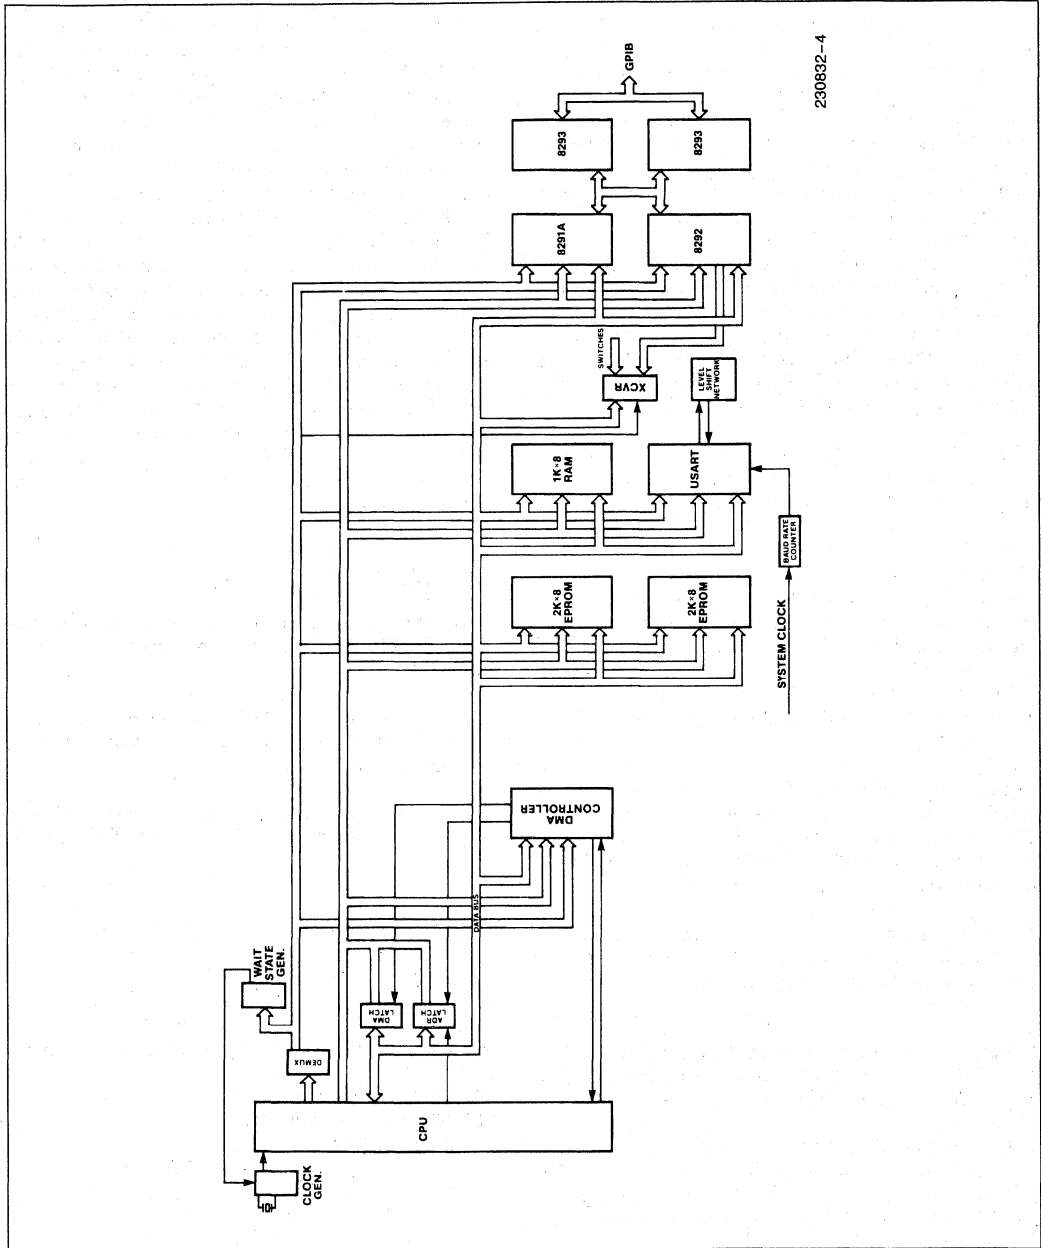 CLOCK
GEN.
CPU
DEMUX
WAIT
STATE
GEN.
DMA
LATCH
ADR
LATCH
DATA BUS
DMA
CONTROLLER
2K×8
EPROM
2K×8
EPROM
1K×8
RAM
USART
SYSTEM CLOCK
BAUD RATE
COUNTER
XCVR
SWITCHES
LEVEL
SHIFT
NETWORK
8291A
8292
8293
8293
GPIB
230832-4